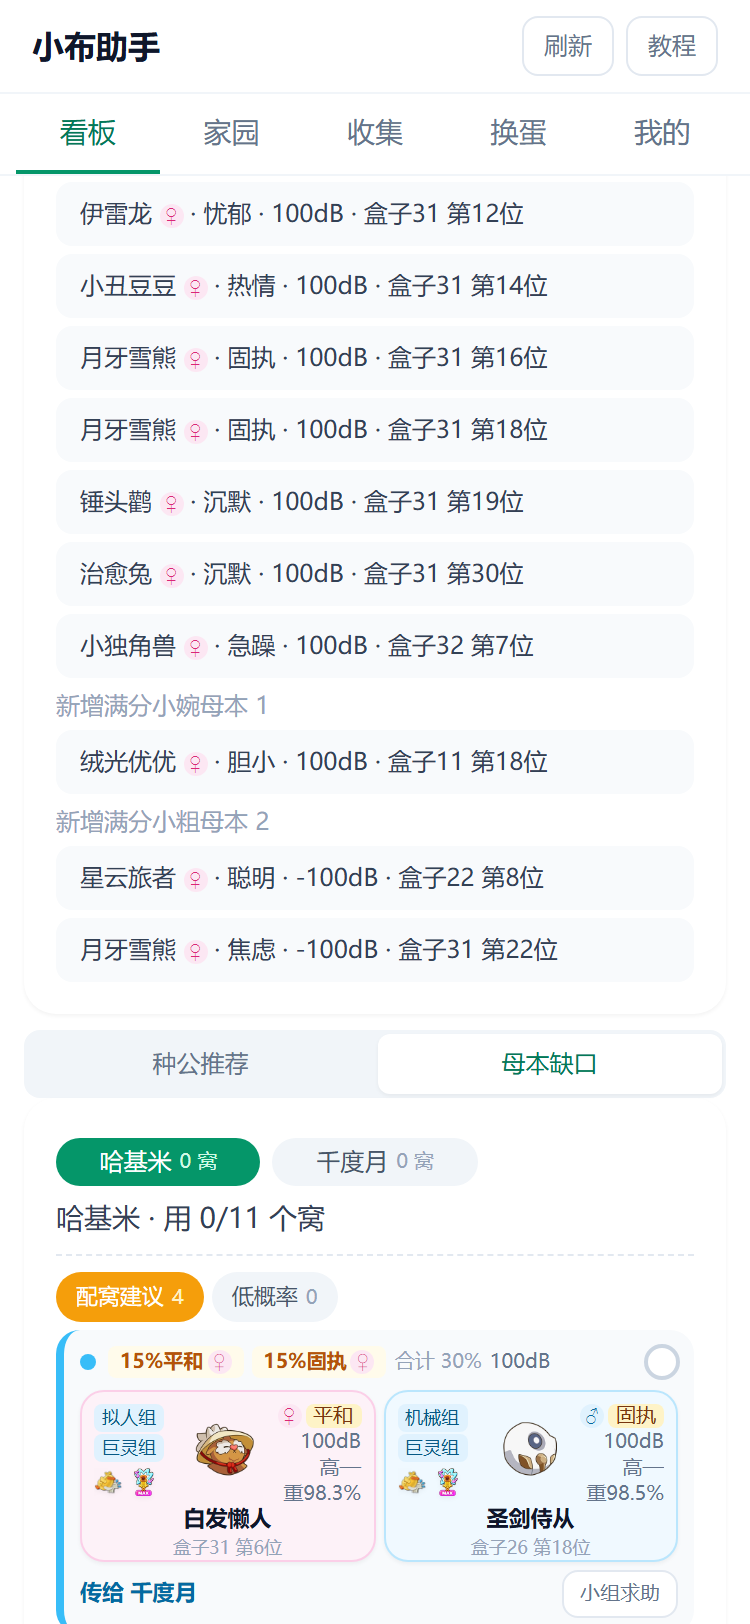 小布助手
刷新
教程
看板
家园
收集
换蛋
我的
伊雷龙 ♀ · 忧郁 · 100dB · 盒子31 第12位
小丑豆豆 ♀ · 热情 · 100dB · 盒子31 第14位
月牙雪熊 ♀ · 固执 · 100dB · 盒子31 第16位
月牙雪熊 ♀ · 固执 · 100dB · 盒子31 第18位
锤头鹳 ♀ · 沉默 · 100dB · 盒子31 第19位
治愈兔 ♀ · 沉默 · 100dB · 盒子31 第30位
小独角兽 ♀ · 急躁 · 100dB · 盒子32 第7位
新增满分小婉母本 1
绒光优优 ♀ · 胆小 · 100dB · 盒子11 第18位
新增满分小粗母本 2
星云旅者 ♀ · 聪明 · -100dB · 盒子22 第8位
月牙雪熊 ♀ · 焦虑 · -100dB · 盒子31 第22位
种公推荐
母本缺口
哈基米 0 窝
千度月 0 窝
哈基米 · 用 0/11 个窝
配窝建议 4
低概率 0
15%平和 ♀ 15%固执 ♀ 合计 30% 100dB
拟人组
巨灵组
♀ 平和
100dB
高—
重98.3%
白发懒人
盒子31 第6位
机械组
巨灵组
♂ 固执
100dB
高—
重98.5%
圣剑侍从
盒子26 第18位
传给 千度月
小组求助